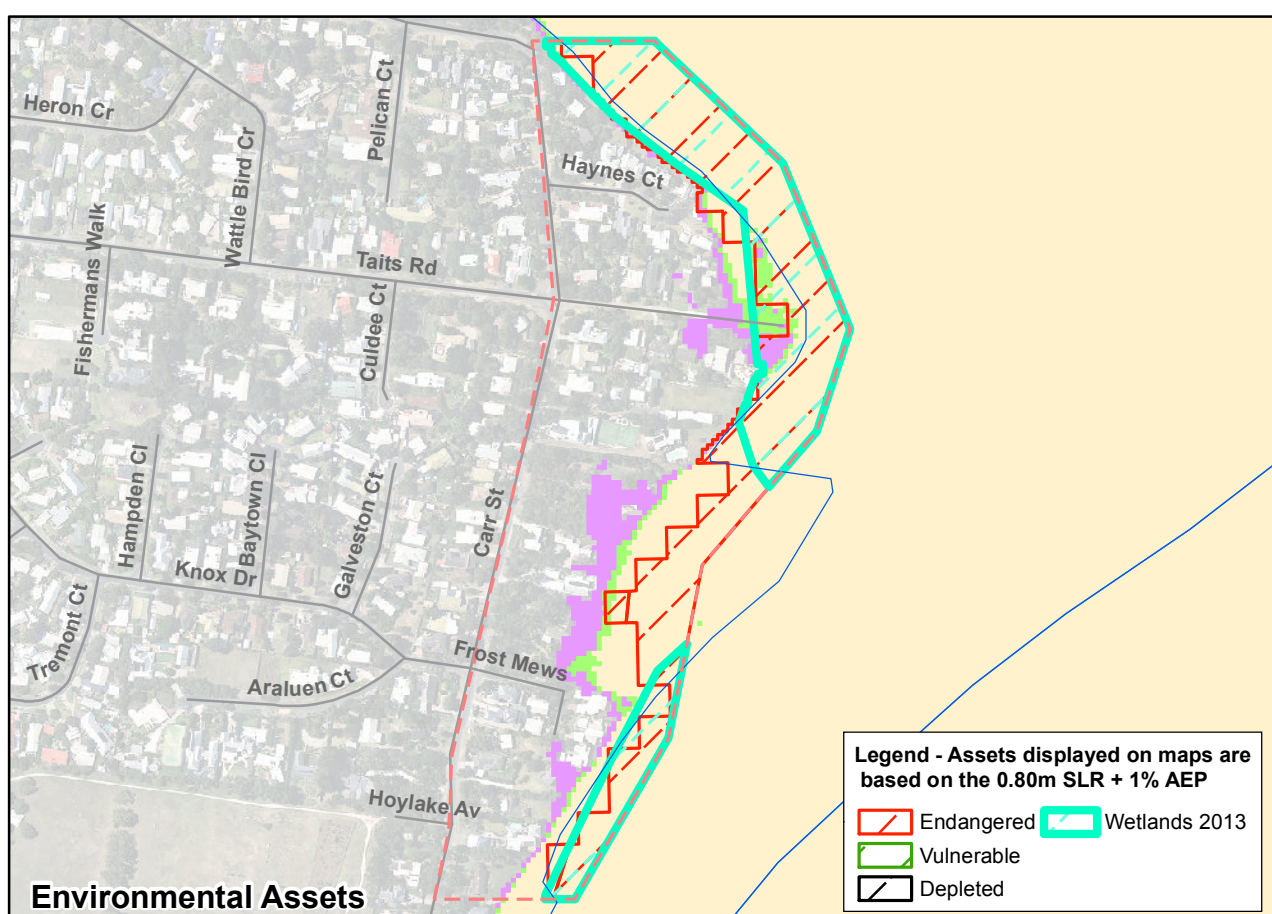 Heron Cr
Pelican Ct
Wattle Bird Cr
Haynes Ct
Fishermans Walk
Taits Rd
Culdee Ct
Hampden Cl
Baytown Cl
Galveston Ct
Carr St
Knox Dr
Tremont Ct
Frost Mews
Araluen Ct
Hoylake Av
Environmental Assets
Legend - Assets displayed on maps are
based on the 0.80m SLR + 1% AEP
Endangered
Wetlands 2013
Vulnerable
Depleted